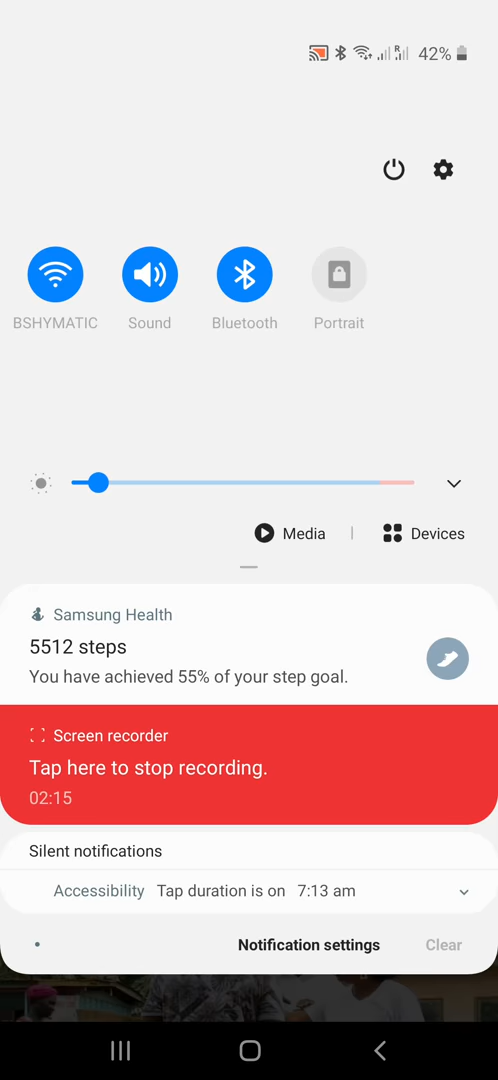 R
42%
BSHYMATIC Sound Bluetooth Portrait
Media | Devices
Samsung Health
5512 steps
You have achieved 55% of your step goal.
Screen recorder
Tap here to stop recording.
02:15
Silent notifications
Accessibility Tap duration is on 7:13 am
Notification settings Clear